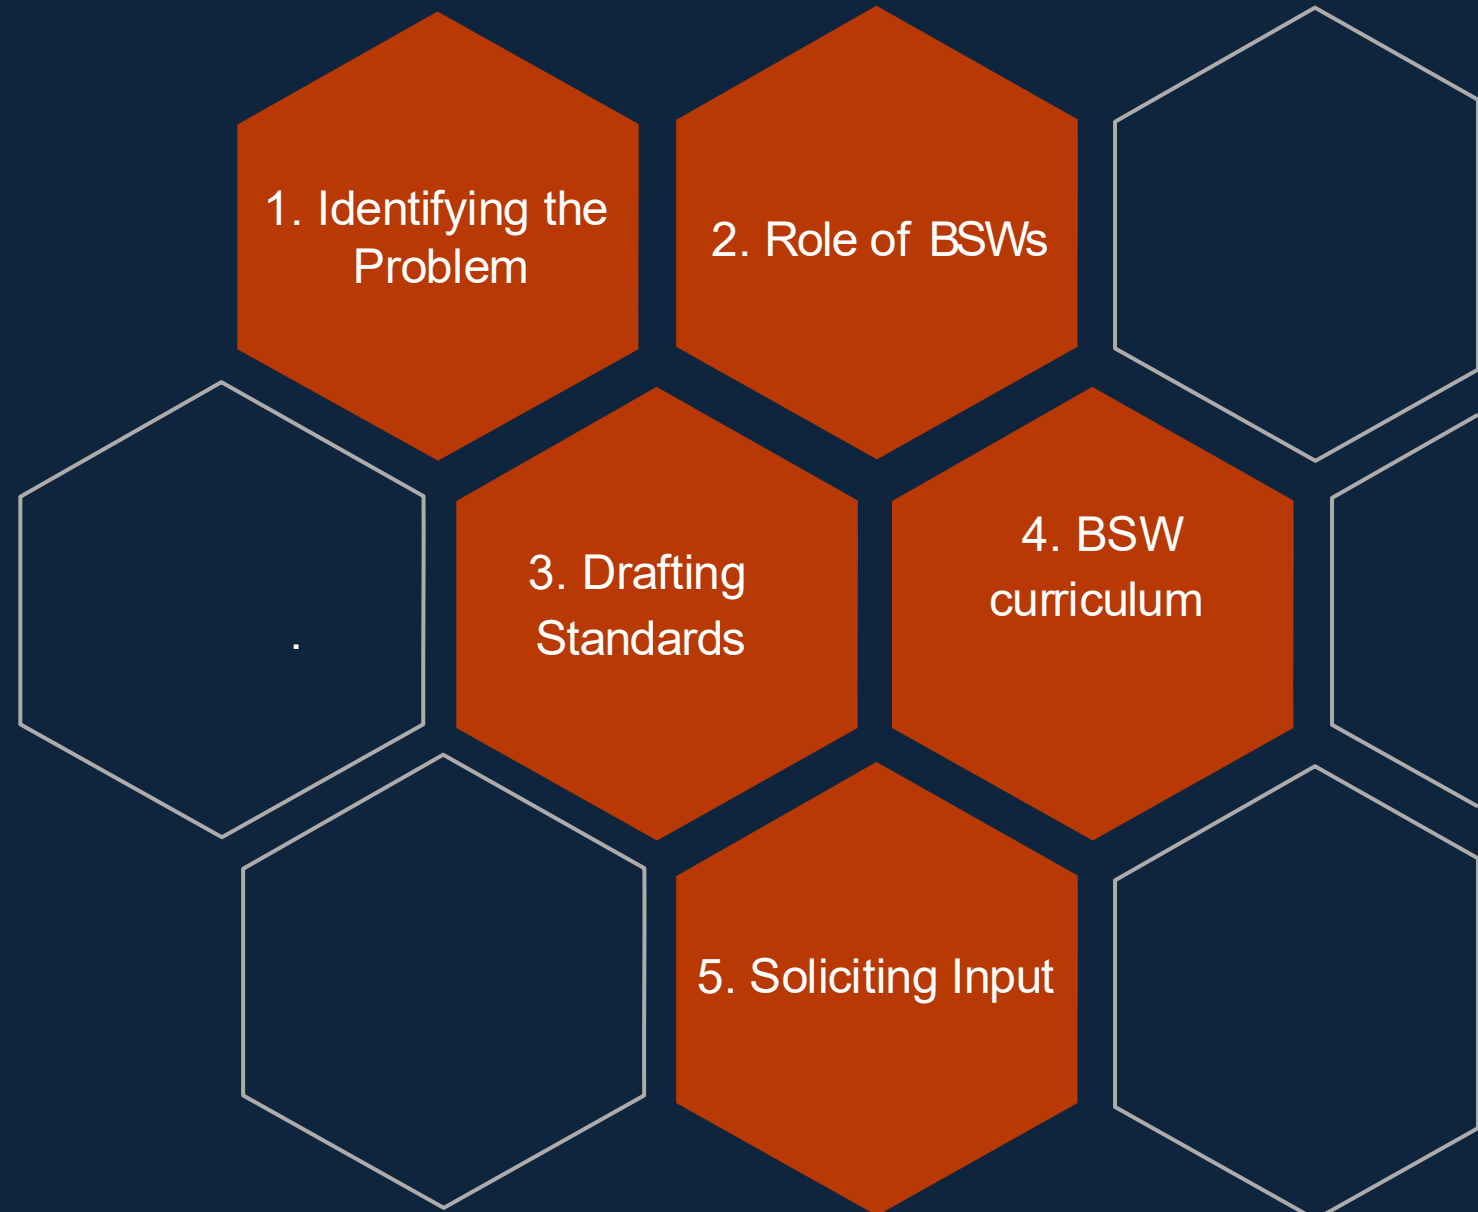 1. Identifying the
Problem
2. Role of BSWs
3. Drafting
Standards
4. BSW
curriculum
.
5. Soliciting Input